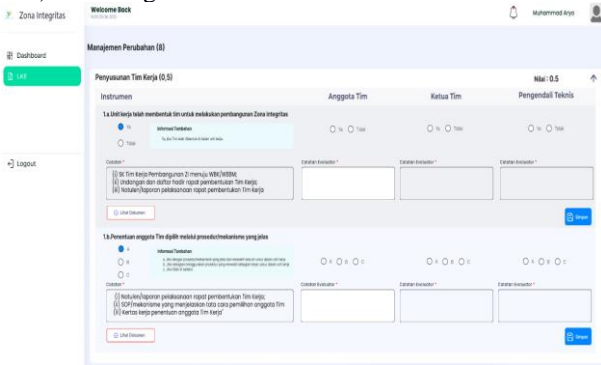 Zona Integritas
Welcome Back
Muhammad Arya
Manajemen Perubahan (8)
Dashboard
LKE
Logout
Penyusunan Tim Kerja (0,5)
Nilai : 0.5
Instrumen
Anggota Tim
Ketua Tim
Pengendali Teknis
1.a. Unit kerja telah membentuk tim untuk melakukan pembangunan Zona Integritas
Ya
Informasi Tambahan
Tidak
Ya Tidak
Ya Tidak
Ya Tidak
Catatan *
Catatan Evaluator *
Catatan Evaluator *
Catatan Evaluator *
(i) SK Tim Kerja Pembangunan ZI menuju WBK/WBBM;
(ii) Undangan dan daftar hadir rapat pembentukan Tim Kerja;
(iii) Notulen/laporan pelaksanaan rapat pembentukan Tim Kerja
Lihat Dokumen
Simpan
1.b. Penentuan anggota Tim dipilih melalui prosedur/mekanisme yang jelas
A
Informasi Tambahan
B
C
A B C
A B C
A B C
Catatan *
Catatan Evaluator *
Catatan Evaluator *
Catatan Evaluator *
(i) Notulen/laporan pelaksanaan rapat pembentukan Tim Kerja;
(ii) SOP/mekanisme yang menjelaskan tata cara pemilihan anggota Tim
(iii) Kertas kerja penentuan anggota Tim Kerja"
Lihat Dokumen
Simpan